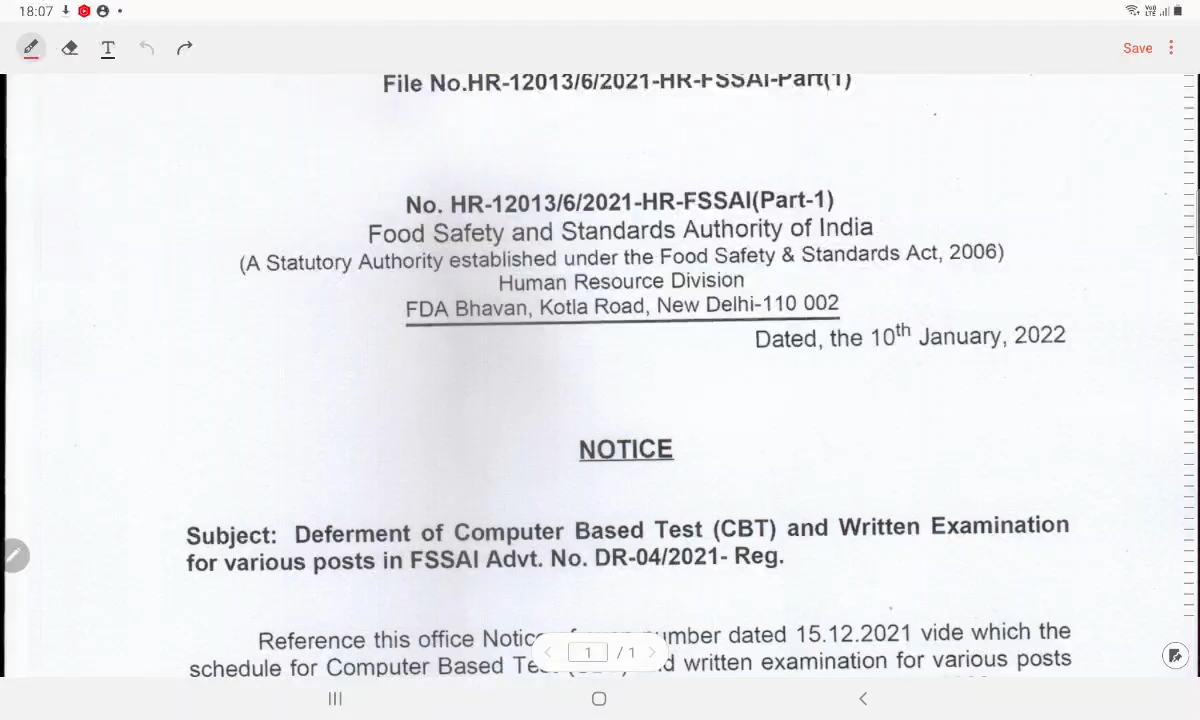 18:07
VoD LTE
T
Save
File No.HR-12013/6/2021-HR-FSSAI-Part(1)
No. HR-12013/6/2021-HR-FSSAI(Part-1)
Food Safety and Standards Authority of India
(A Statutory Authority established under the Food Safety & Standards Act, 2006)
Human Resource Division
FDA Bhavan, Kotla Road, New Delhi-110 002
Dated, the 10th January, 2022
NOTICE
Subject: Deferment of Computer Based Test (CBT) and Written Examination
for various posts in FSSAI Advt. No. DR-04/2021- Reg.
Reference this office dated 15.12.2021 vide which the
schedule for Computer Based written examination for various posts
1 / 1